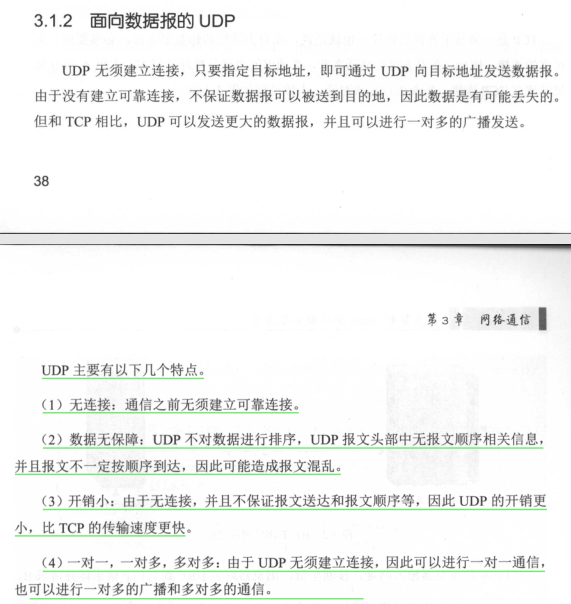 3.1.2 面向数据报的 UDP
UDP 无须建立连接，只要指定目标地址，即可通过 UDP 向目标地址发送数据报。
由于没有建立可靠连接，不保证数据报可以被送到目的地，因此数据是有可能丢失的。
但和 TCP 相比，UDP 可以发送更大的数据报，并且可以进行一对多的广播发送。
38
第 3 章 网络通信
UDP 主要有以下几个特点。
（1）无连接：通信之前无须建立可靠连接。
（2）数据无保障：UDP 不对数据进行排序，UDP 报文头部中无报文顺序相关信息，
并且报文不一定按顺序到达，因此可能造成报文混乱。
（3）开销小：由于无连接，并且不保证报文送达和报文顺序等，因此 UDP 的开销更
小，比 TCP 的传输速度更快。
（4）一对一，一对多，多对多：由于 UDP 无须建立连接，因此可以进行一对一通信，
也可以进行一对多的广播和多对多的通信。